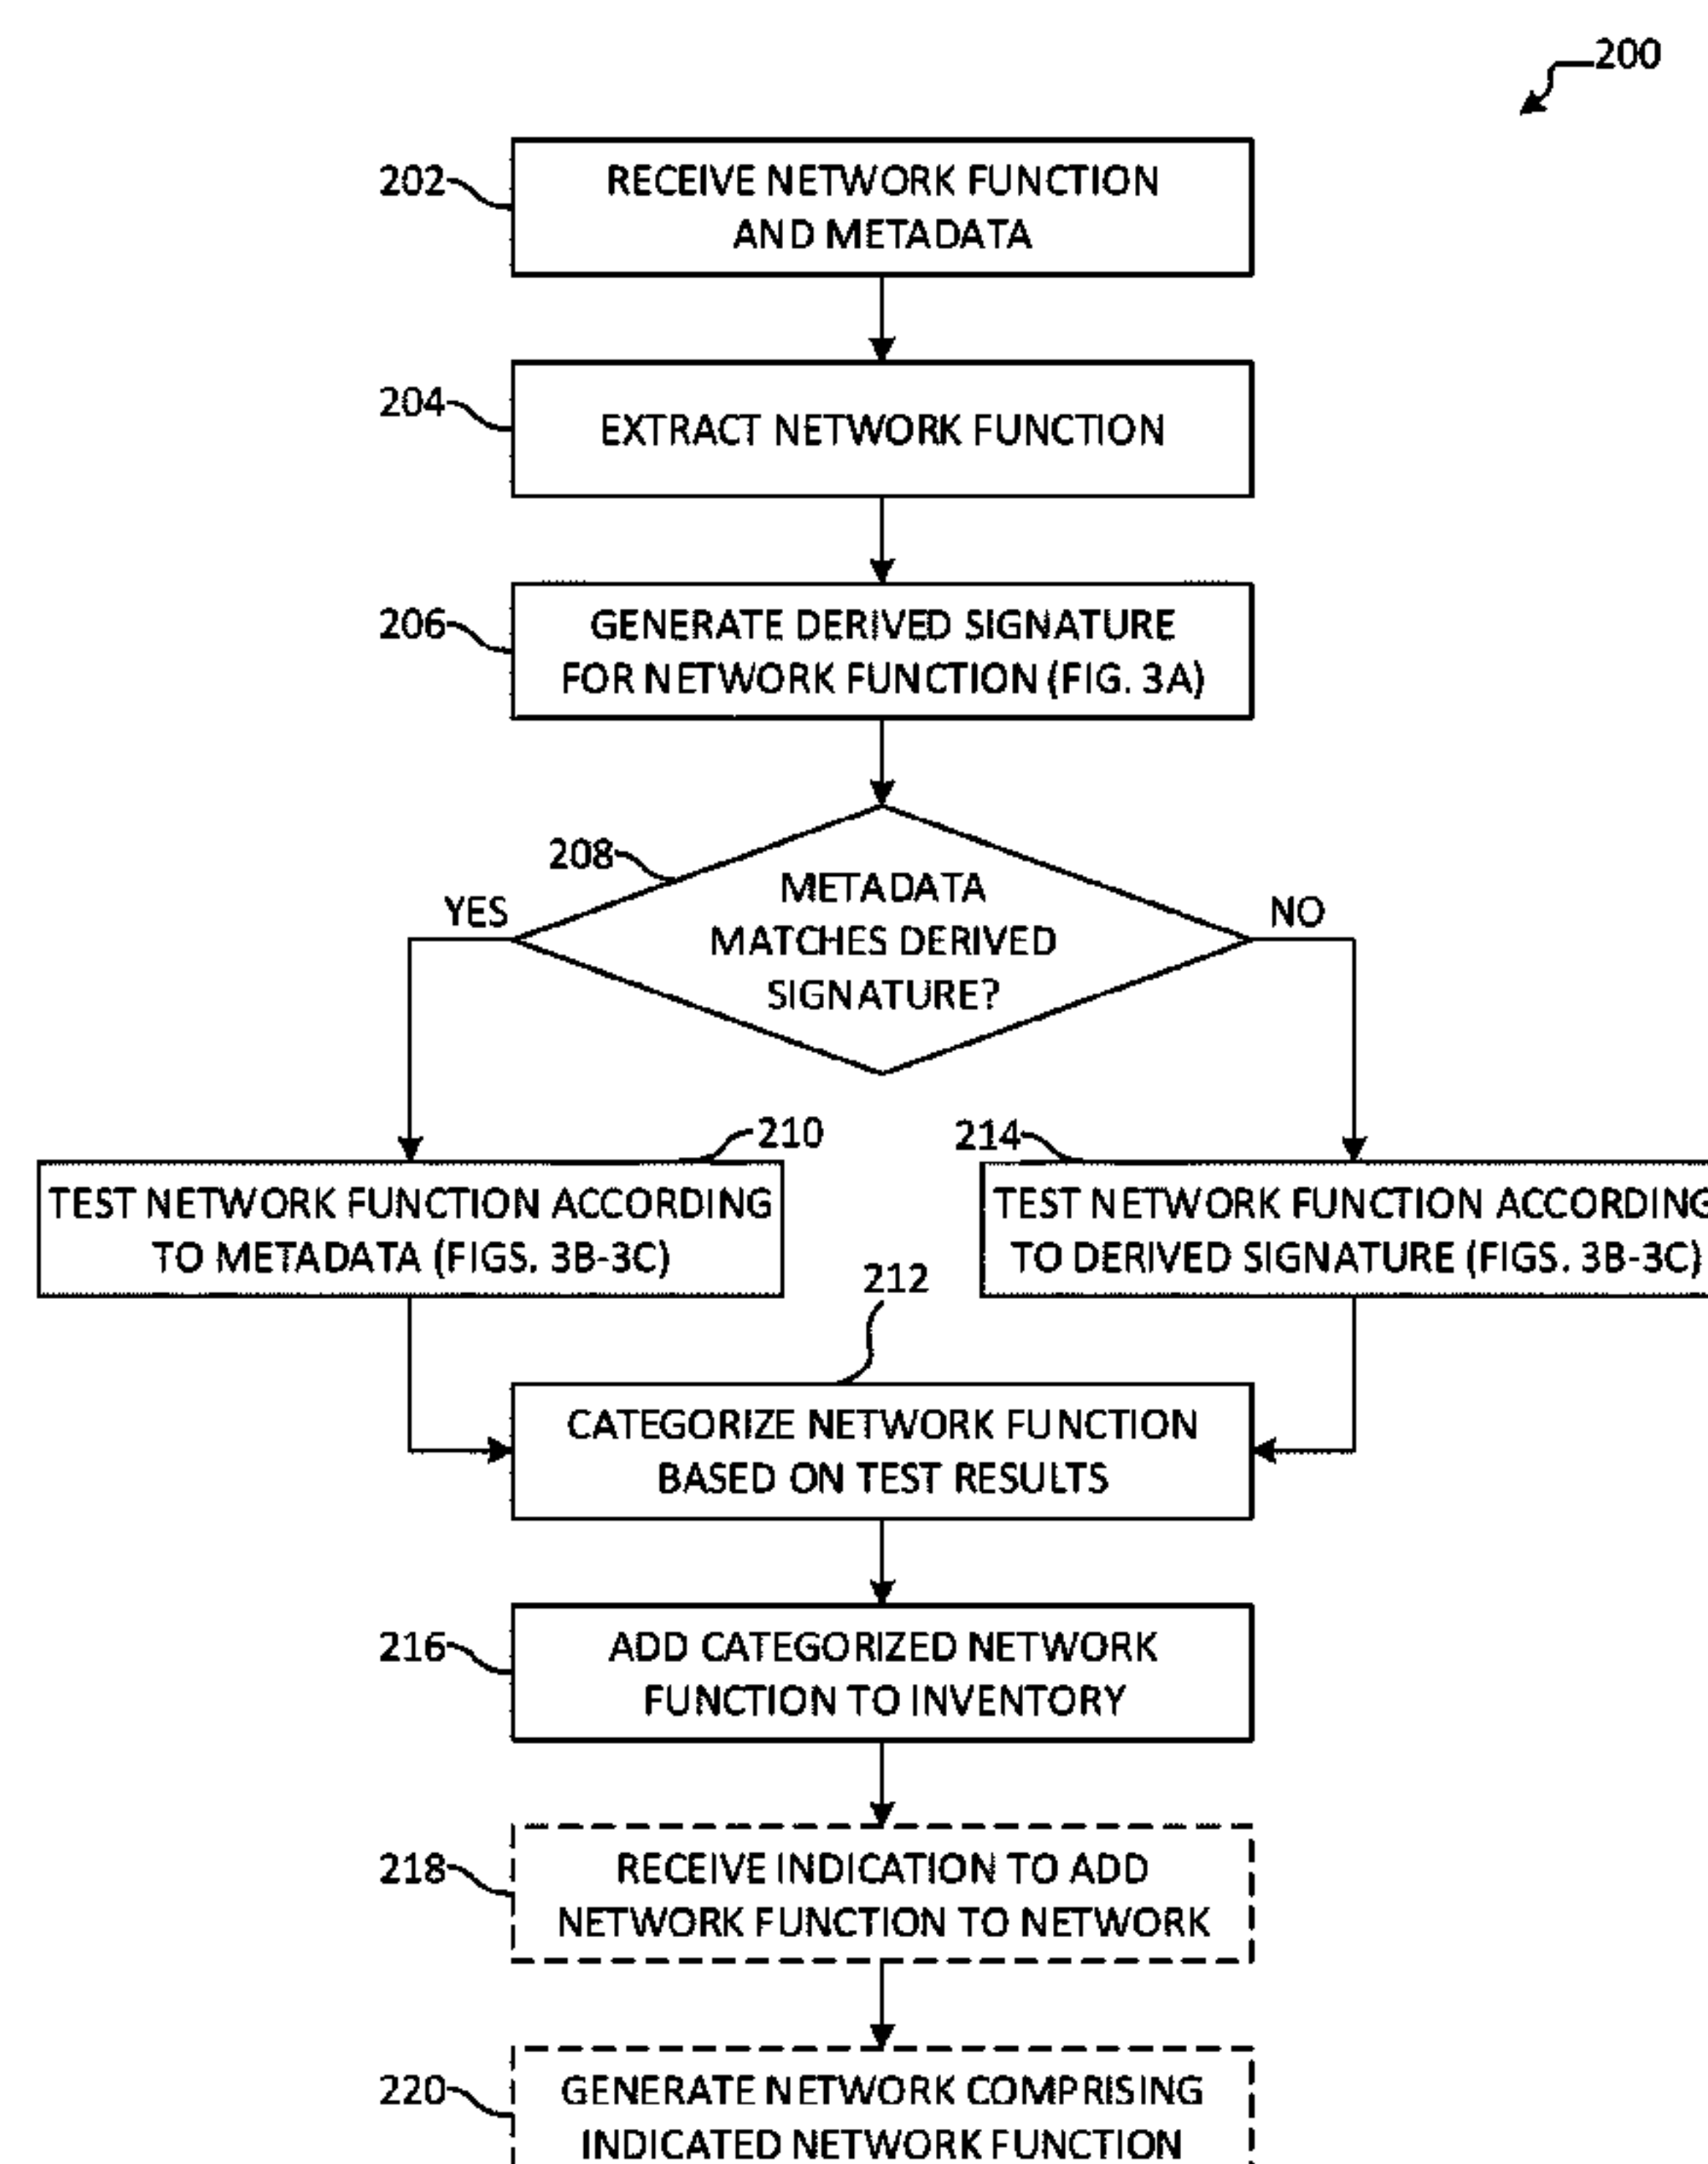 200
202
RECEIVE NETWORK FUNCTION
AND METADATA
204
EXTRACT NETWORK FUNCTION
206
GENERATE DERIVED SIGNATURE
FOR NETWORK FUNCTION (FIG. 3A)
208
METADATA
MATCHES DERIVED
SIGNATURE?
YES
NO
210
TEST NETWORK FUNCTION ACCORDING
TO METADATA (FIGS. 3B-3C)
214
TEST NETWORK FUNCTION ACCORDING
TO DERIVED SIGNATURE (FIGS. 3B-3C)
212
CATEGORIZE NETWORK FUNCTION
BASED ON TEST RESULTS
216
ADD CATEGORIZED NETWORK
FUNCTION TO INVENTORY
218
RECEIVE INDICATION TO ADD
NETWORK FUNCTION TO NETWORK
220
GENERATE NETWORK COMPRISING
INDICATED NETWORK FUNCTION